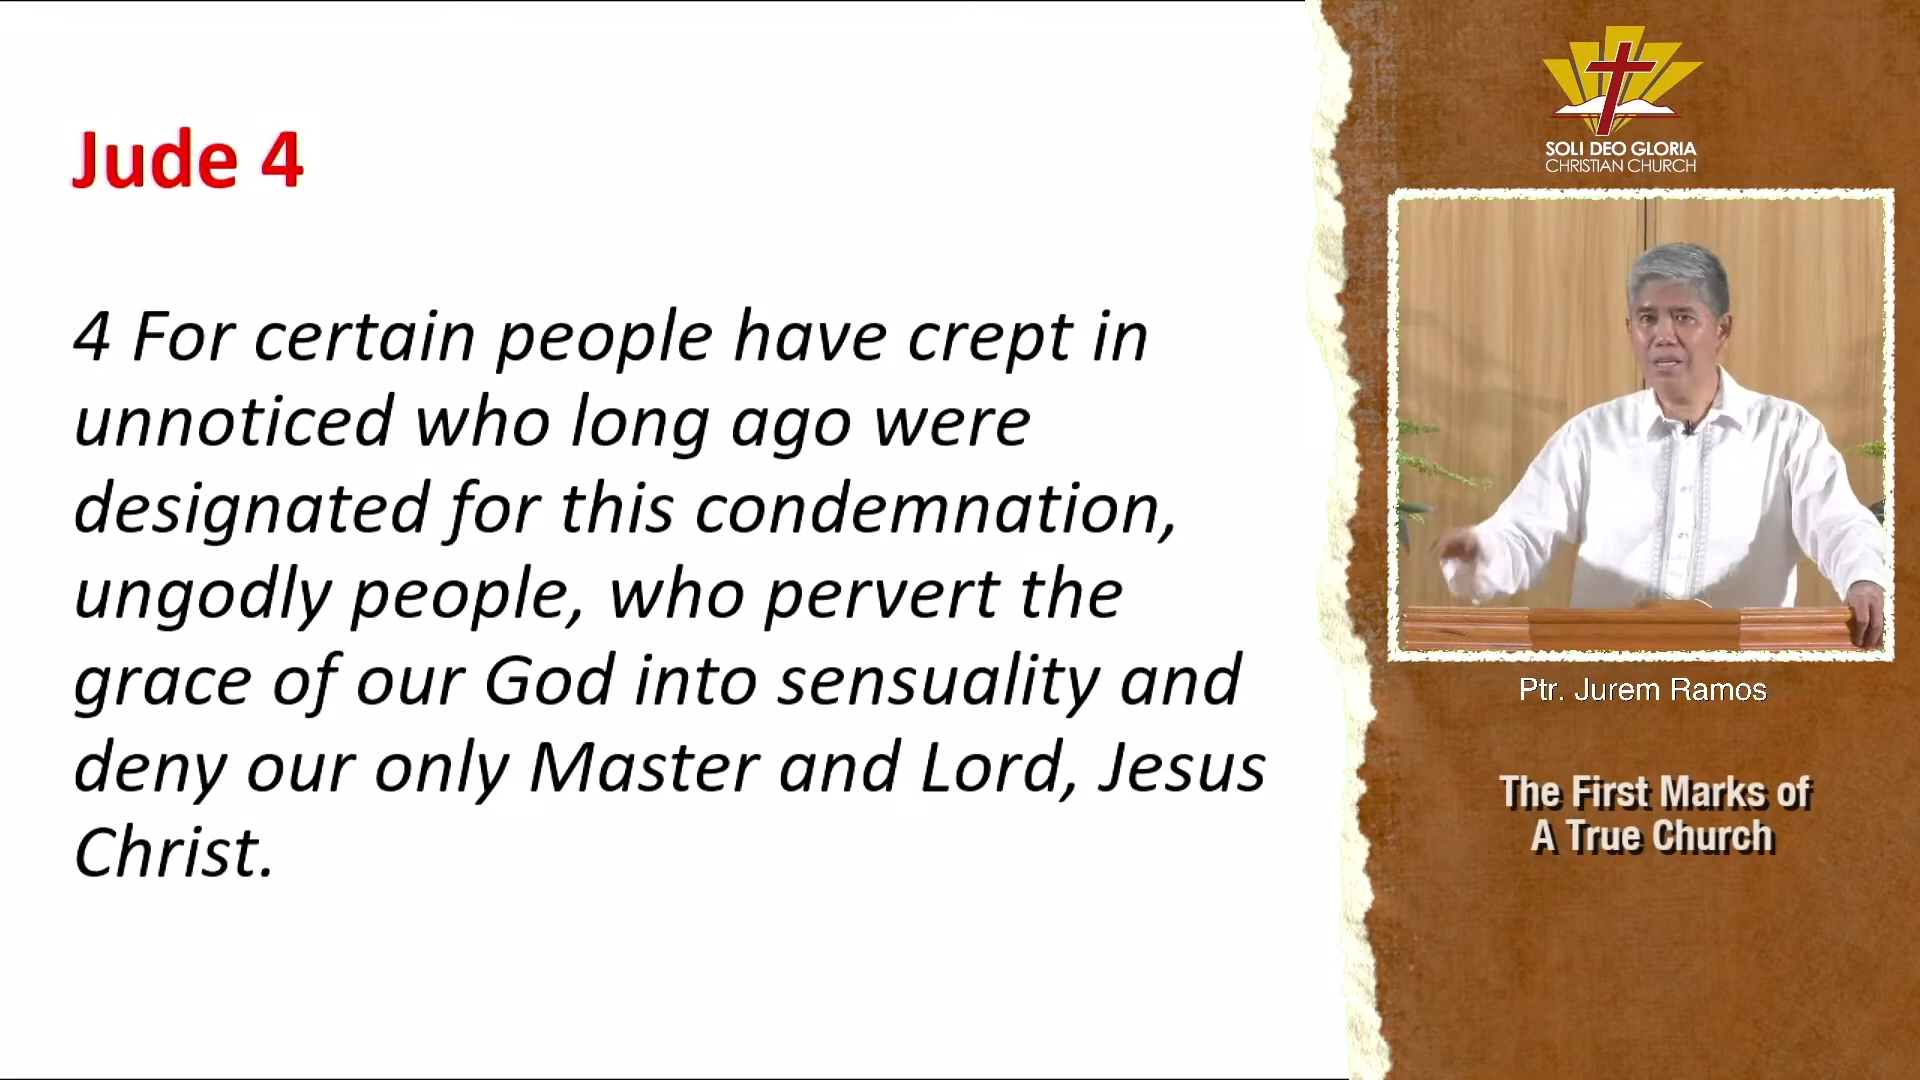 Jude 4
4 For certain people have crept in
unnoticed who long ago were
designated for this condemnation,
ungodly people, who pervert the
grace of our God into sensuality and
deny our only Master and Lord, Jesus
Christ.
SOLI DEO GLORIA
CHRISTIAN CHURCH
Ptr. Jurem Ramos
The First Marks of
A True Church